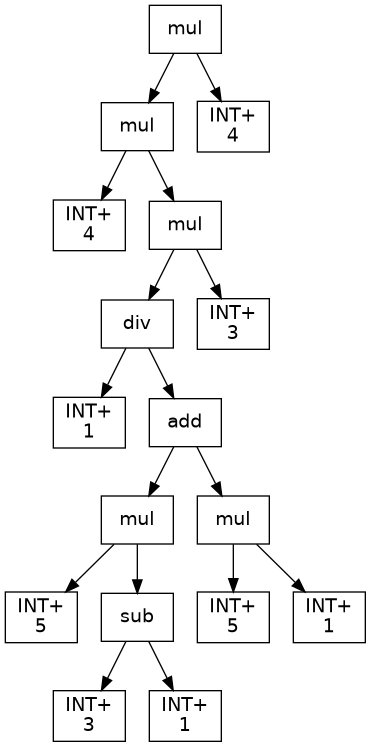 mul
mul
INT+
4
INT+
4
mul
div
INT+
3
INT+
1
add
mul
mul
INT+
5
sub
INT+
5
INT+
1
INT+
3
INT+
1